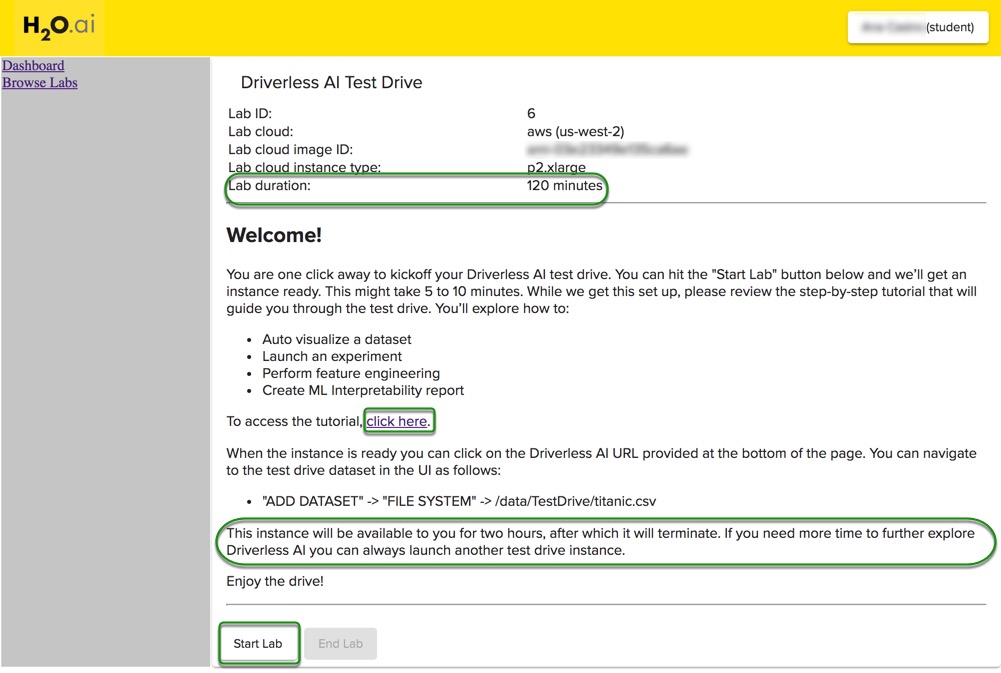 H2O.ai
(student)
Dashboard
Browse Labs
Driverless AI Test Drive
Lab ID: 6
Lab cloud: aws (us-west-2)
Lab cloud image ID:
Lab cloud instance type: p2.xlarge
Lab duration: 120 minutes
Welcome!
You are one click away to kickoff your Driverless AI test drive. You can hit the "Start Lab" button below and we'll get an
instance ready. This might take 5 to 10 minutes. While we get this set up, please review the step-by-step tutorial that will
guide you through the test drive. You'll explore how to:
• Auto visualize a dataset
• Launch an experiment
• Perform feature engineering
• Create ML Interpretability report
To access the tutorial, click here.
When the instance is ready you can click on the Driverless AI URL provided at the bottom of the page. You can navigate
to the test drive dataset in the UI as follows:
• "ADD DATASET" -> "FILE SYSTEM" -> /data/TestDrive/titanic.csv
This instance will be available to you for two hours, after which it will terminate. If you need more time to further explore
Driverless AI you can always launch another test drive instance.
Enjoy the drive!
Start Lab End Lab